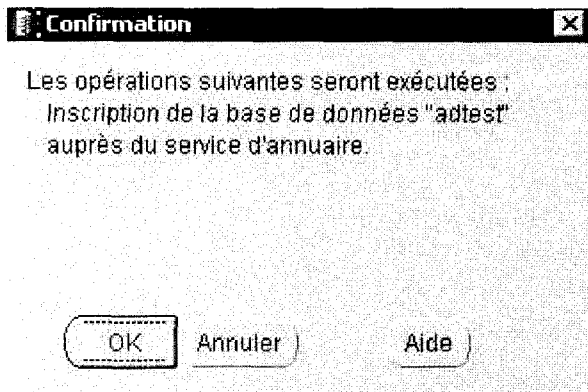 Confirmation
Les opérations suivantes seront exécutées :
Inscription de la base de données "adtest"
auprès du service d'annuaire.
OK Annuler Aide